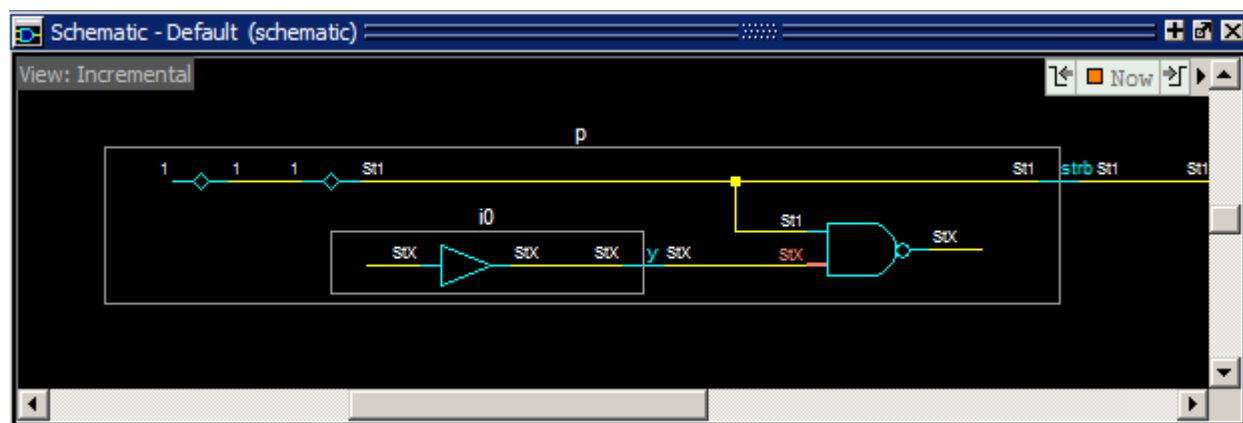 Schematic - Default (schematic)
View: Incremental
Now
p
1 1 1 St1 St1 strb St1 St1
i0
St1
StX StX StX y StX StX StX